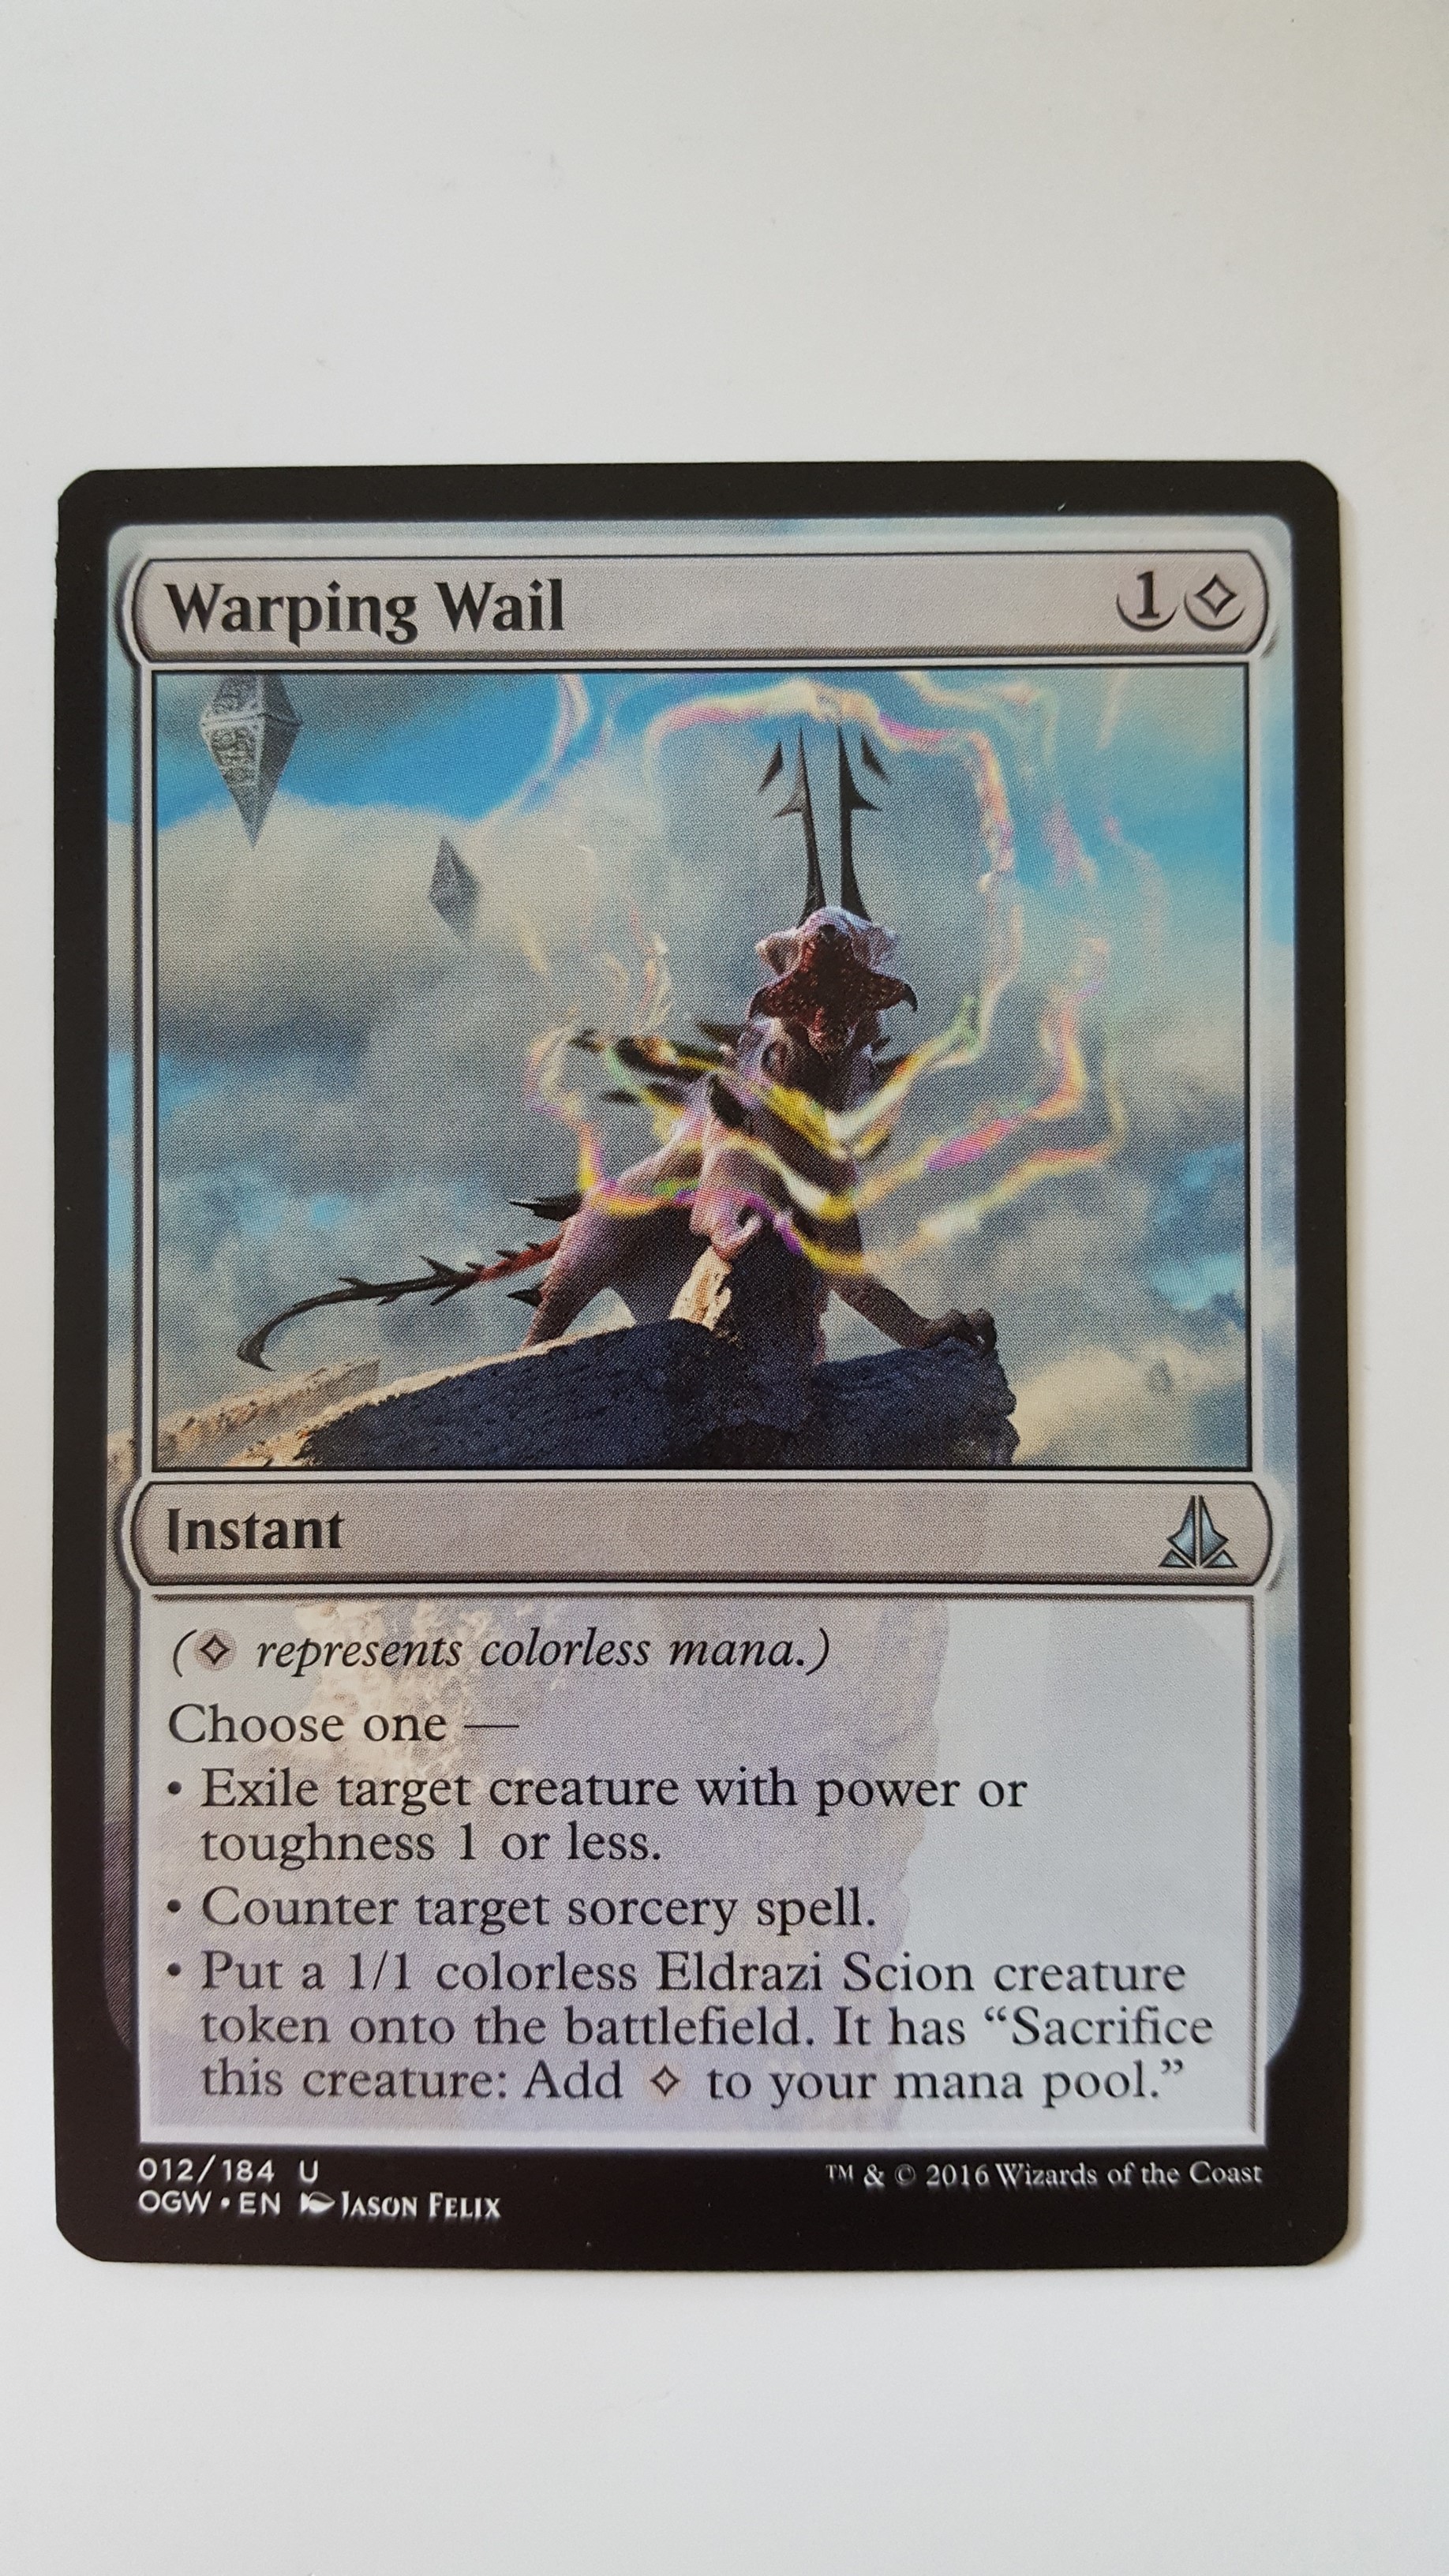 Warping Wail 1◇
Instant
(◇ represents colorless mana.)
Choose one —
• Exile target creature with power or
toughness 1 or less.
• Counter target sorcery spell.
• Put a 1/1 colorless Eldrazi Scion creature
token onto the battlefield. It has “Sacrifice
this creature: Add ◇ to your mana pool.”
012/184 U
OGW • EN Jason Felix
™ & © 2016 Wizards of the Coast